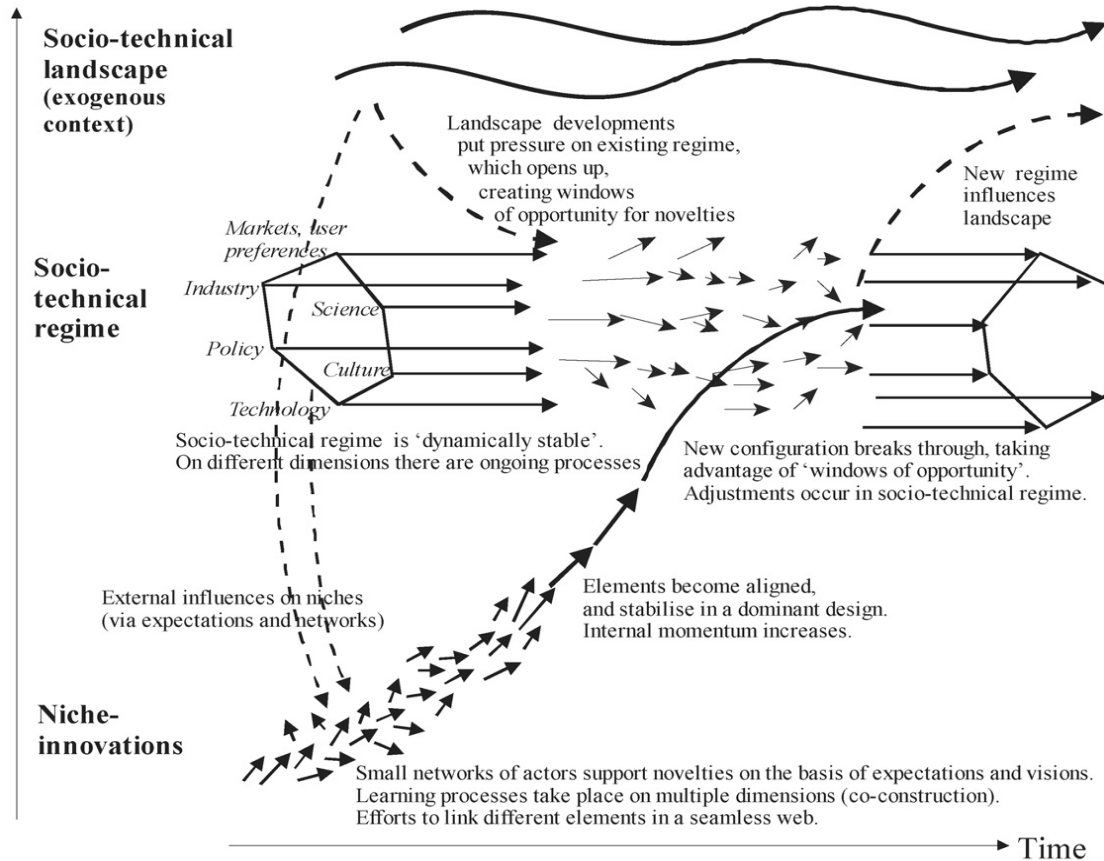 Socio-technical
landscape
(exogenous
context)
Landscape developments
put pressure on existing regime,
which opens up,
creating windows
of opportunity for novelties
New regime
influences
landscape
Markets, user
preferences
Socio-
technical
regime
Industry
Science
Policy
Culture
Technology
Socio-technical regime is ‘dynamically stable’.
On different dimensions there are ongoing processes
New configuration breaks through, taking
advantage of ‘windows of opportunity’.
Adjustments occur in socio-technical regime.
External influences on niches
(via expectations and networks)
Elements become aligned,
and stabilise in a dominant design.
Internal momentum increases.
Niche-
innovations
Small networks of actors support novelties on the basis of expectations and visions.
Learning processes take place on multiple dimensions (co-construction).
Efforts to link different elements in a seamless web.
Time